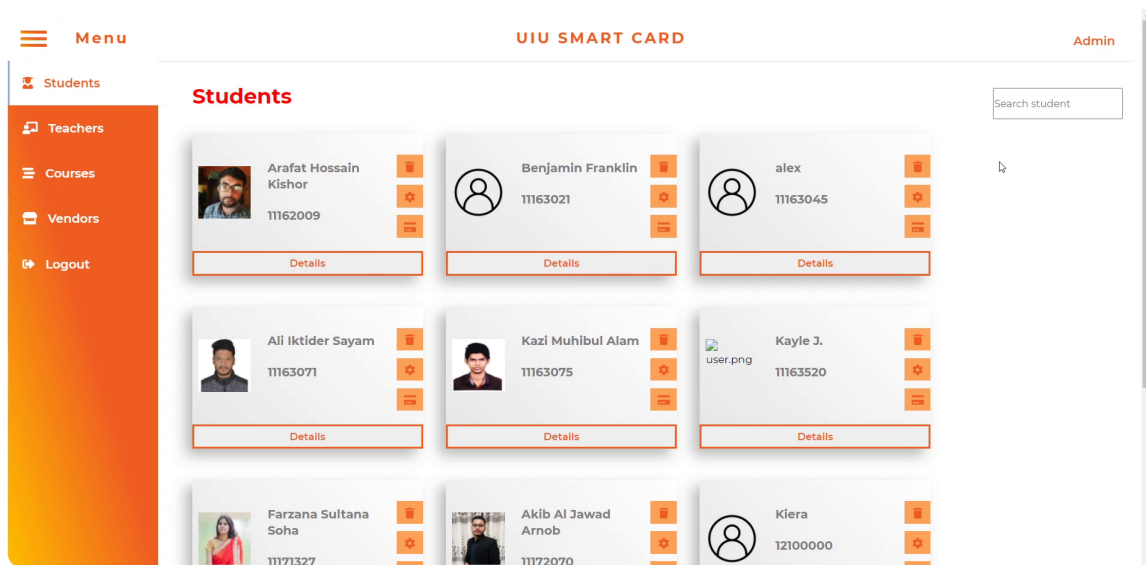 Menu
UIU SMART CARD
Admin
Students
Teachers
Courses
Vendors
Logout
Students
Search student
Arafat Hossain
Kishor
11162009
Details
Benjamin Franklin
11163021
Details
alex
11163045
Details
Ali Iktider Sayam
11163071
Details
Kazi Muhibul Alam
11163075
Details
user.png
Kayle J.
11163520
Details
Farzana Sultana
Soha
11171327
Akib Al Jawad
Arnob
11172070
Kiera
12100000